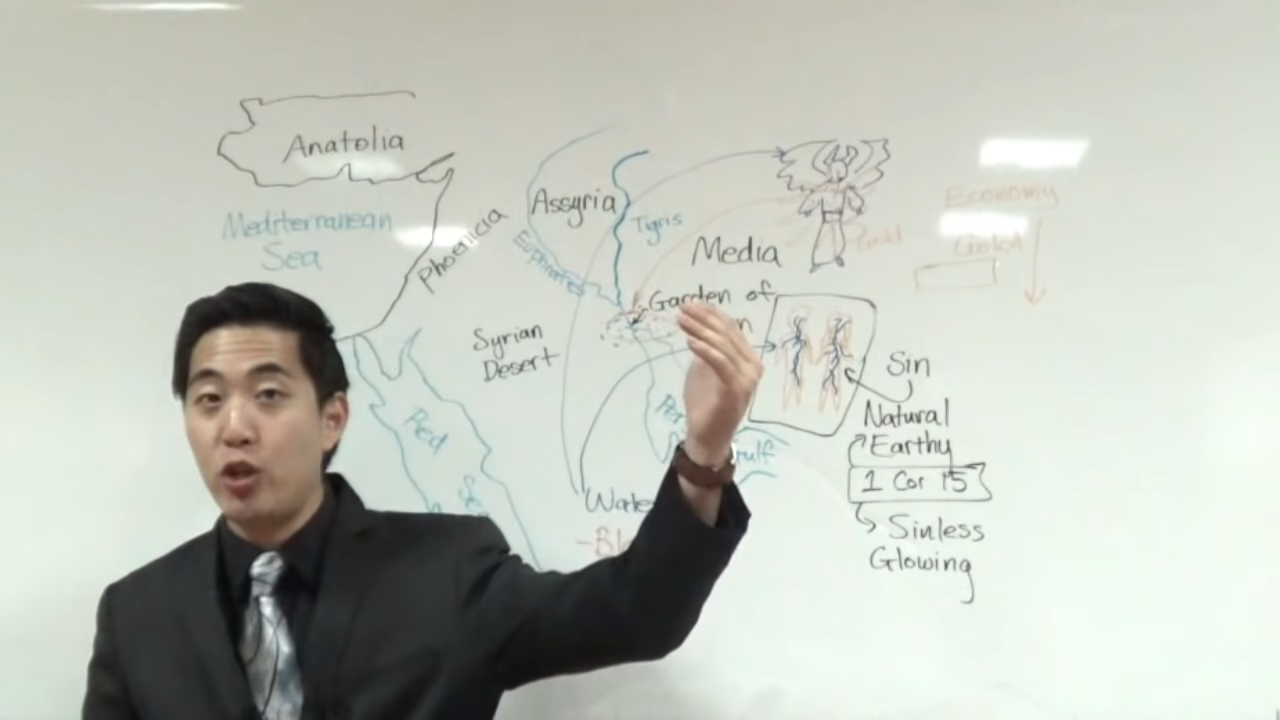 Anatolia
Mediterranean
Sea
Phoenicia
Assyria
Euphrates
Tigris
Media
Garden of
Syrian
Desert
Red
Gold
Economy
Gold
Sin
Natural
Earthy
1 Cor 15
Sinless
Glowing